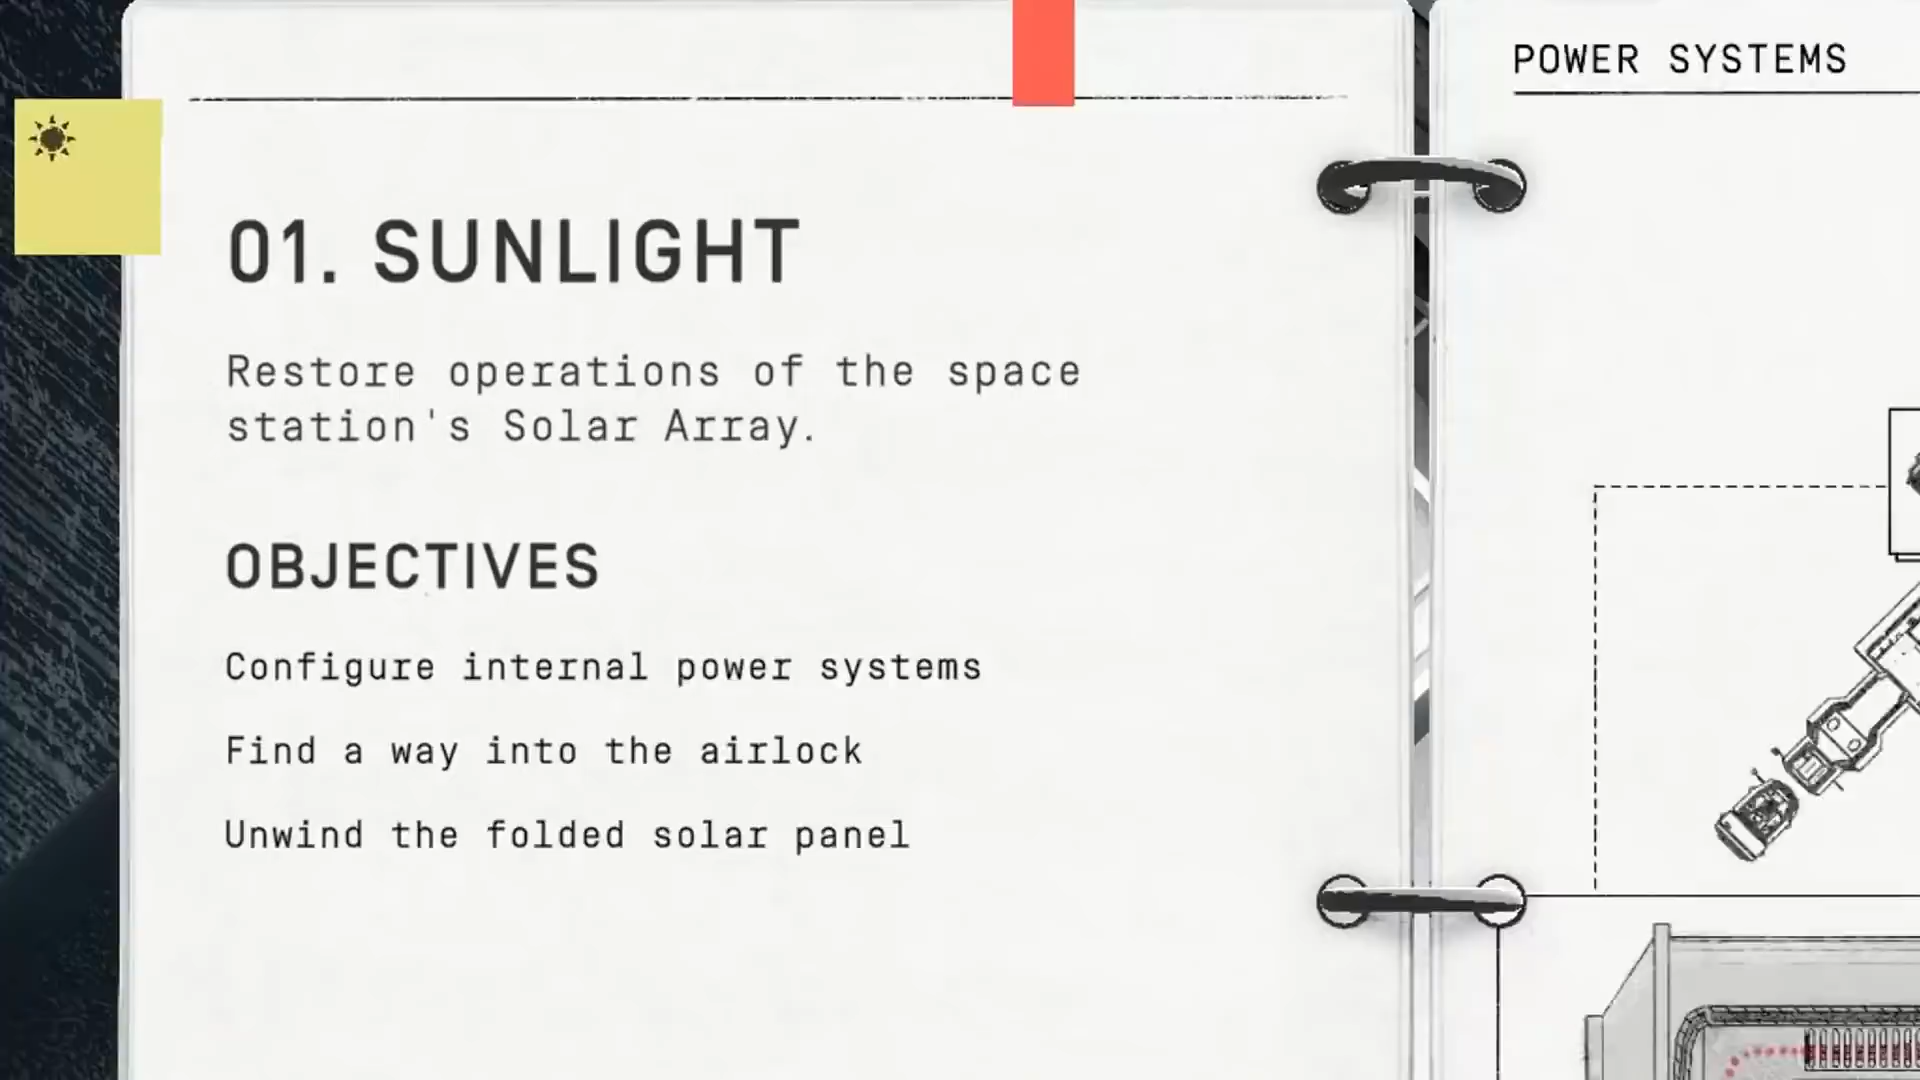 01. SUNLIGHT
Restore operations of the space
station's Solar Array.
OBJECTIVES
Configure internal power systems
Find a way into the airlock
Unwind the folded solar panel
POWER SYSTEMS